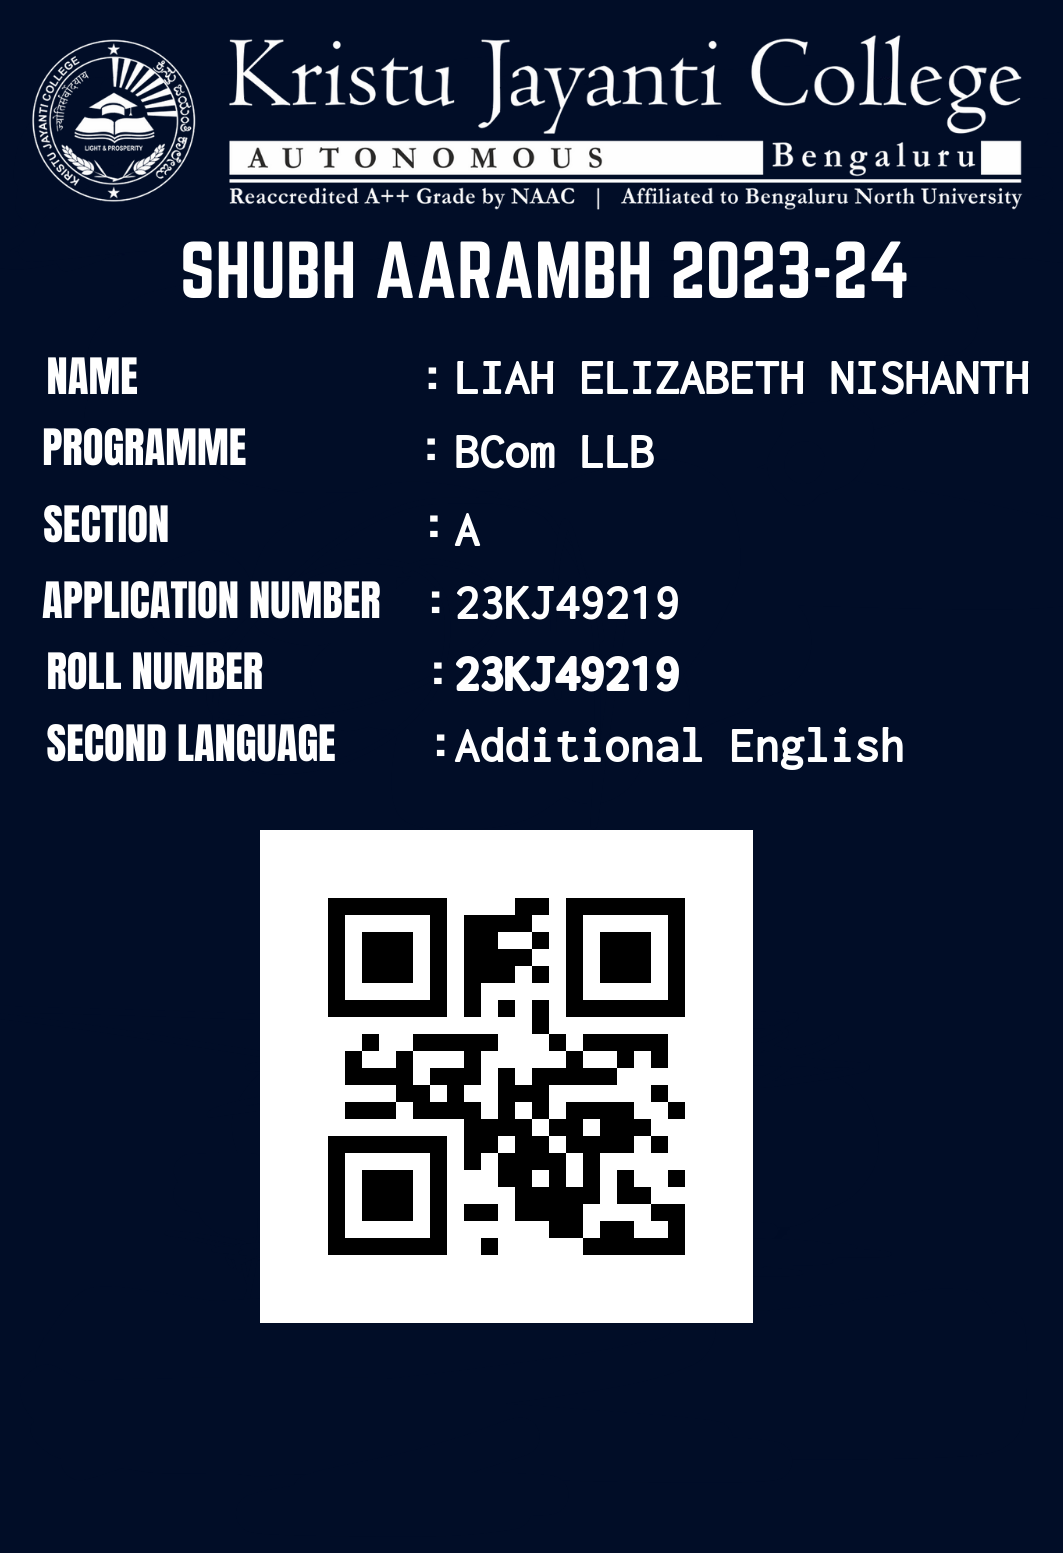 Kristu Jayanti College
AUTONOMOUS Bengaluru
Reaccredited A++ Grade by NAAC | Affiliated to Bengaluru North University
KRISTU JAYANTI COLLEGE
ಕ್ರಿಸ್ತು ಜಯಂತಿ ಕಾಲೇಜು
LIGHT & PROSPERITY
SHUBH AARAMBH 2023-24
NAME : LIAH ELIZABETH NISHANTH
PROGRAMME : BCom LLB
SECTION : A
APPLICATION NUMBER : 23KJ49219
ROLL NUMBER : 23KJ49219
SECOND LANGUAGE : Additional English